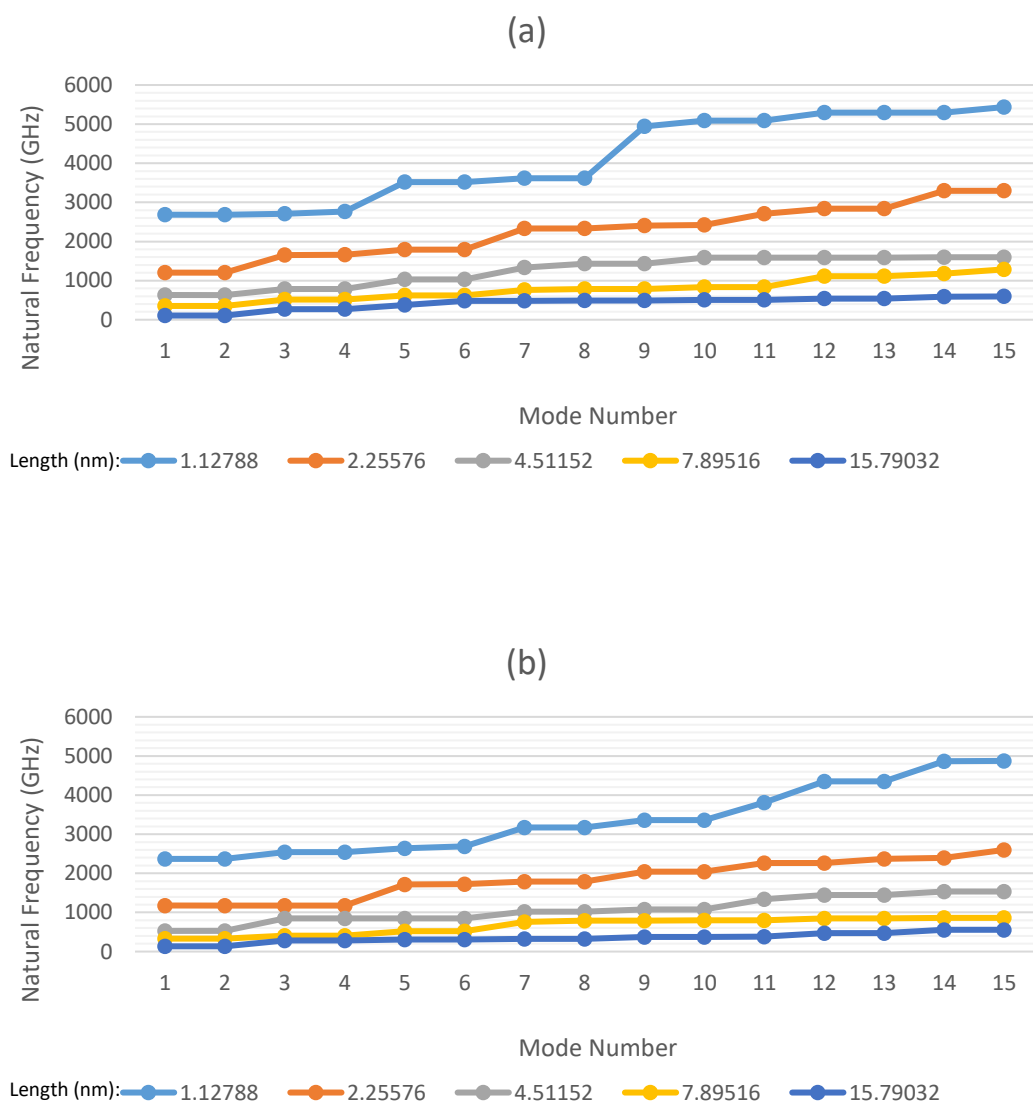 (a)
Natural Frequency (GHz)
6000
5000
4000
3000
2000
1000
0
1 2 3 4 5 6 7 8 9 10 11 12 13 14 15
Mode Number
Length (nm): 1.12788 2.25576 4.51152 7.89516 15.79032
(b)
Natural Frequency (GHz)
6000
5000
4000
3000
2000
1000
0
1 2 3 4 5 6 7 8 9 10 11 12 13 14 15
Mode Number
Length (nm): 1.12788 2.25576 4.51152 7.89516 15.79032